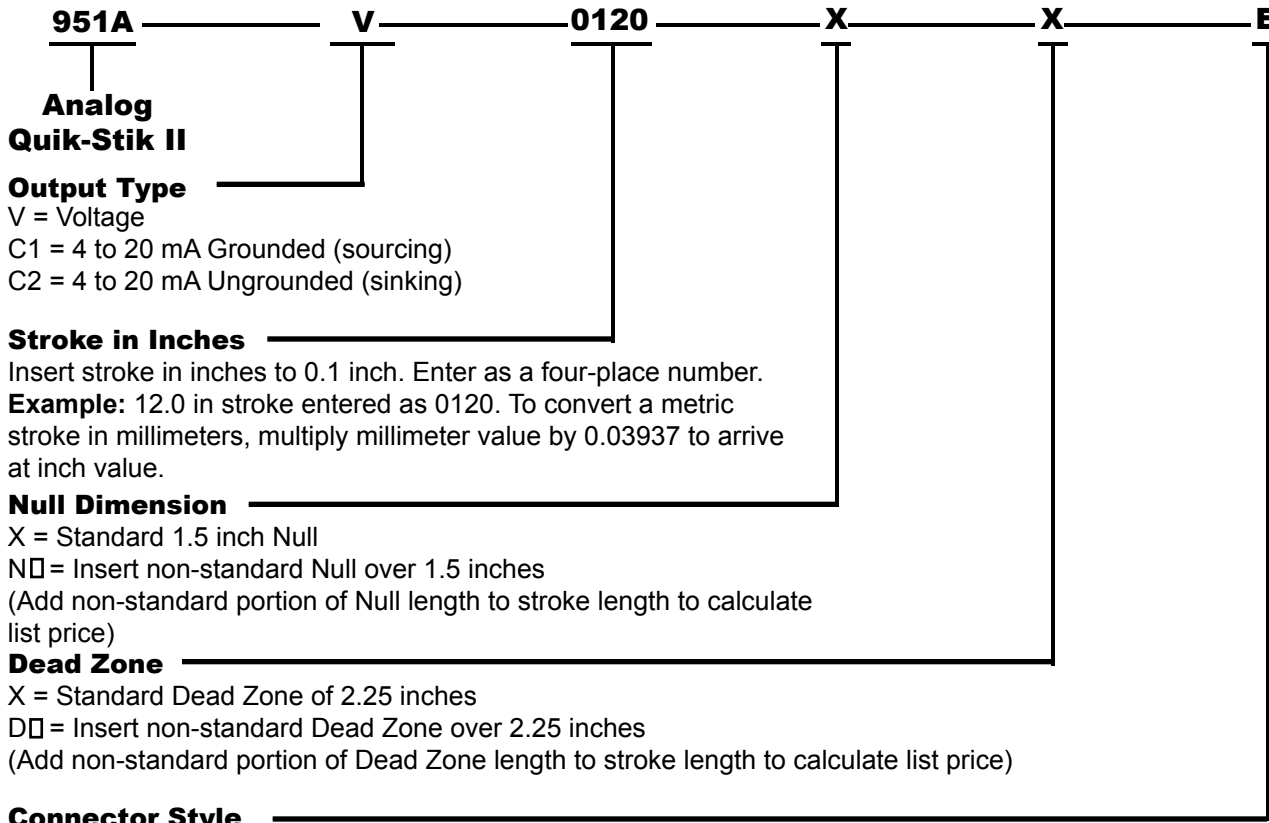 951A V 0120 X X
Analog
Quik-Stik II
Output Type
V = Voltage
C1 = 4 to 20 mA Grounded (sourcing)
C2 = 4 to 20 mA Ungrounded (sinking)
Stroke in Inches
Insert stroke in inches to 0.1 inch. Enter as a four-place number.
Example: 12.0 in stroke entered as 0120. To convert a metric
stroke in millimeters, multiply millimeter value by 0.03937 to arrive
at inch value.
Null Dimension
X = Standard 1.5 inch Null
N▯ = Insert non-standard Null over 1.5 inches
(Add non-standard portion of Null length to stroke length to calculate
list price)
Dead Zone
X = Standard Dead Zone of 2.25 inches
D▯ = Insert non-standard Dead Zone over 2.25 inches
(Add non-standard portion of Dead Zone length to stroke length to calculate list price)
Connector Style